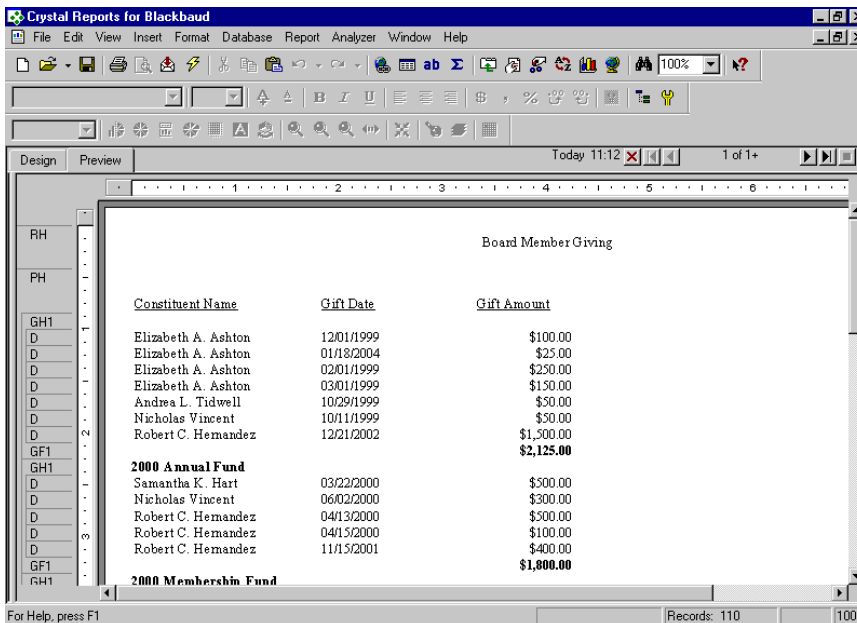 Crystal Reports for Blackbaud
File Edit View Insert Format Database Report Analyzer Window Help
100%
Design Preview Today 11:12 1 of 1+
1 2 3 4 5 6
RH
Board Member Giving
PH
Constituent Name Gift Date Gift Amount
GH1
D Elizabeth A. Ashton 12/01/1999 $100.00
D Elizabeth A. Ashton 01/18/2004 $25.00
D Elizabeth A. Ashton 02/01/1999 $250.00
D Elizabeth A. Ashton 03/01/1999 $150.00
D Andrea L. Tidwell 10/29/1999 $50.00
D Nicholas Vincent 10/11/1999 $50.00
D Robert C. Hernandez 12/21/2002 $1,500.00
GF1 $2,125.00
GH1 2000 Annual Fund
D Samantha K. Hart 03/22/2000 $500.00
D Nicholas Vincent 06/02/2000 $300.00
D Robert C. Hernandez 04/13/2000 $500.00
D Robert C. Hernandez 04/15/2000 $100.00
D Robert C. Hernandez 11/15/2001 $400.00
GF1 $1,800.00
GH1 2000 Membership Fund
For Help, press F1 Records: 110 100